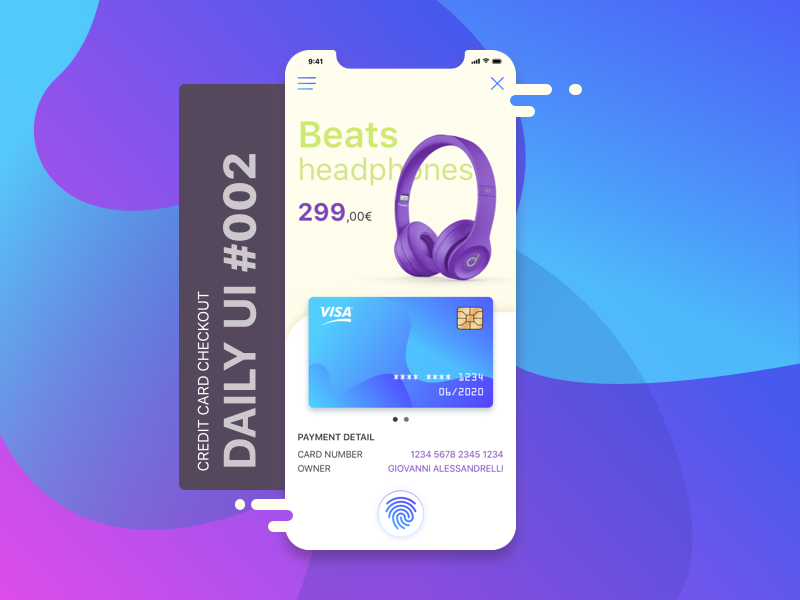 CREDIT CARD CHECKOUT
DAILY UI #002
9:41
Beats
headphones
299,00€
VISA
**** **** 1234
06/2020
PAYMENT DETAIL
CARD NUMBER 1234 5678 2345 1234
OWNER GIOVANNI ALESSANDRELLI